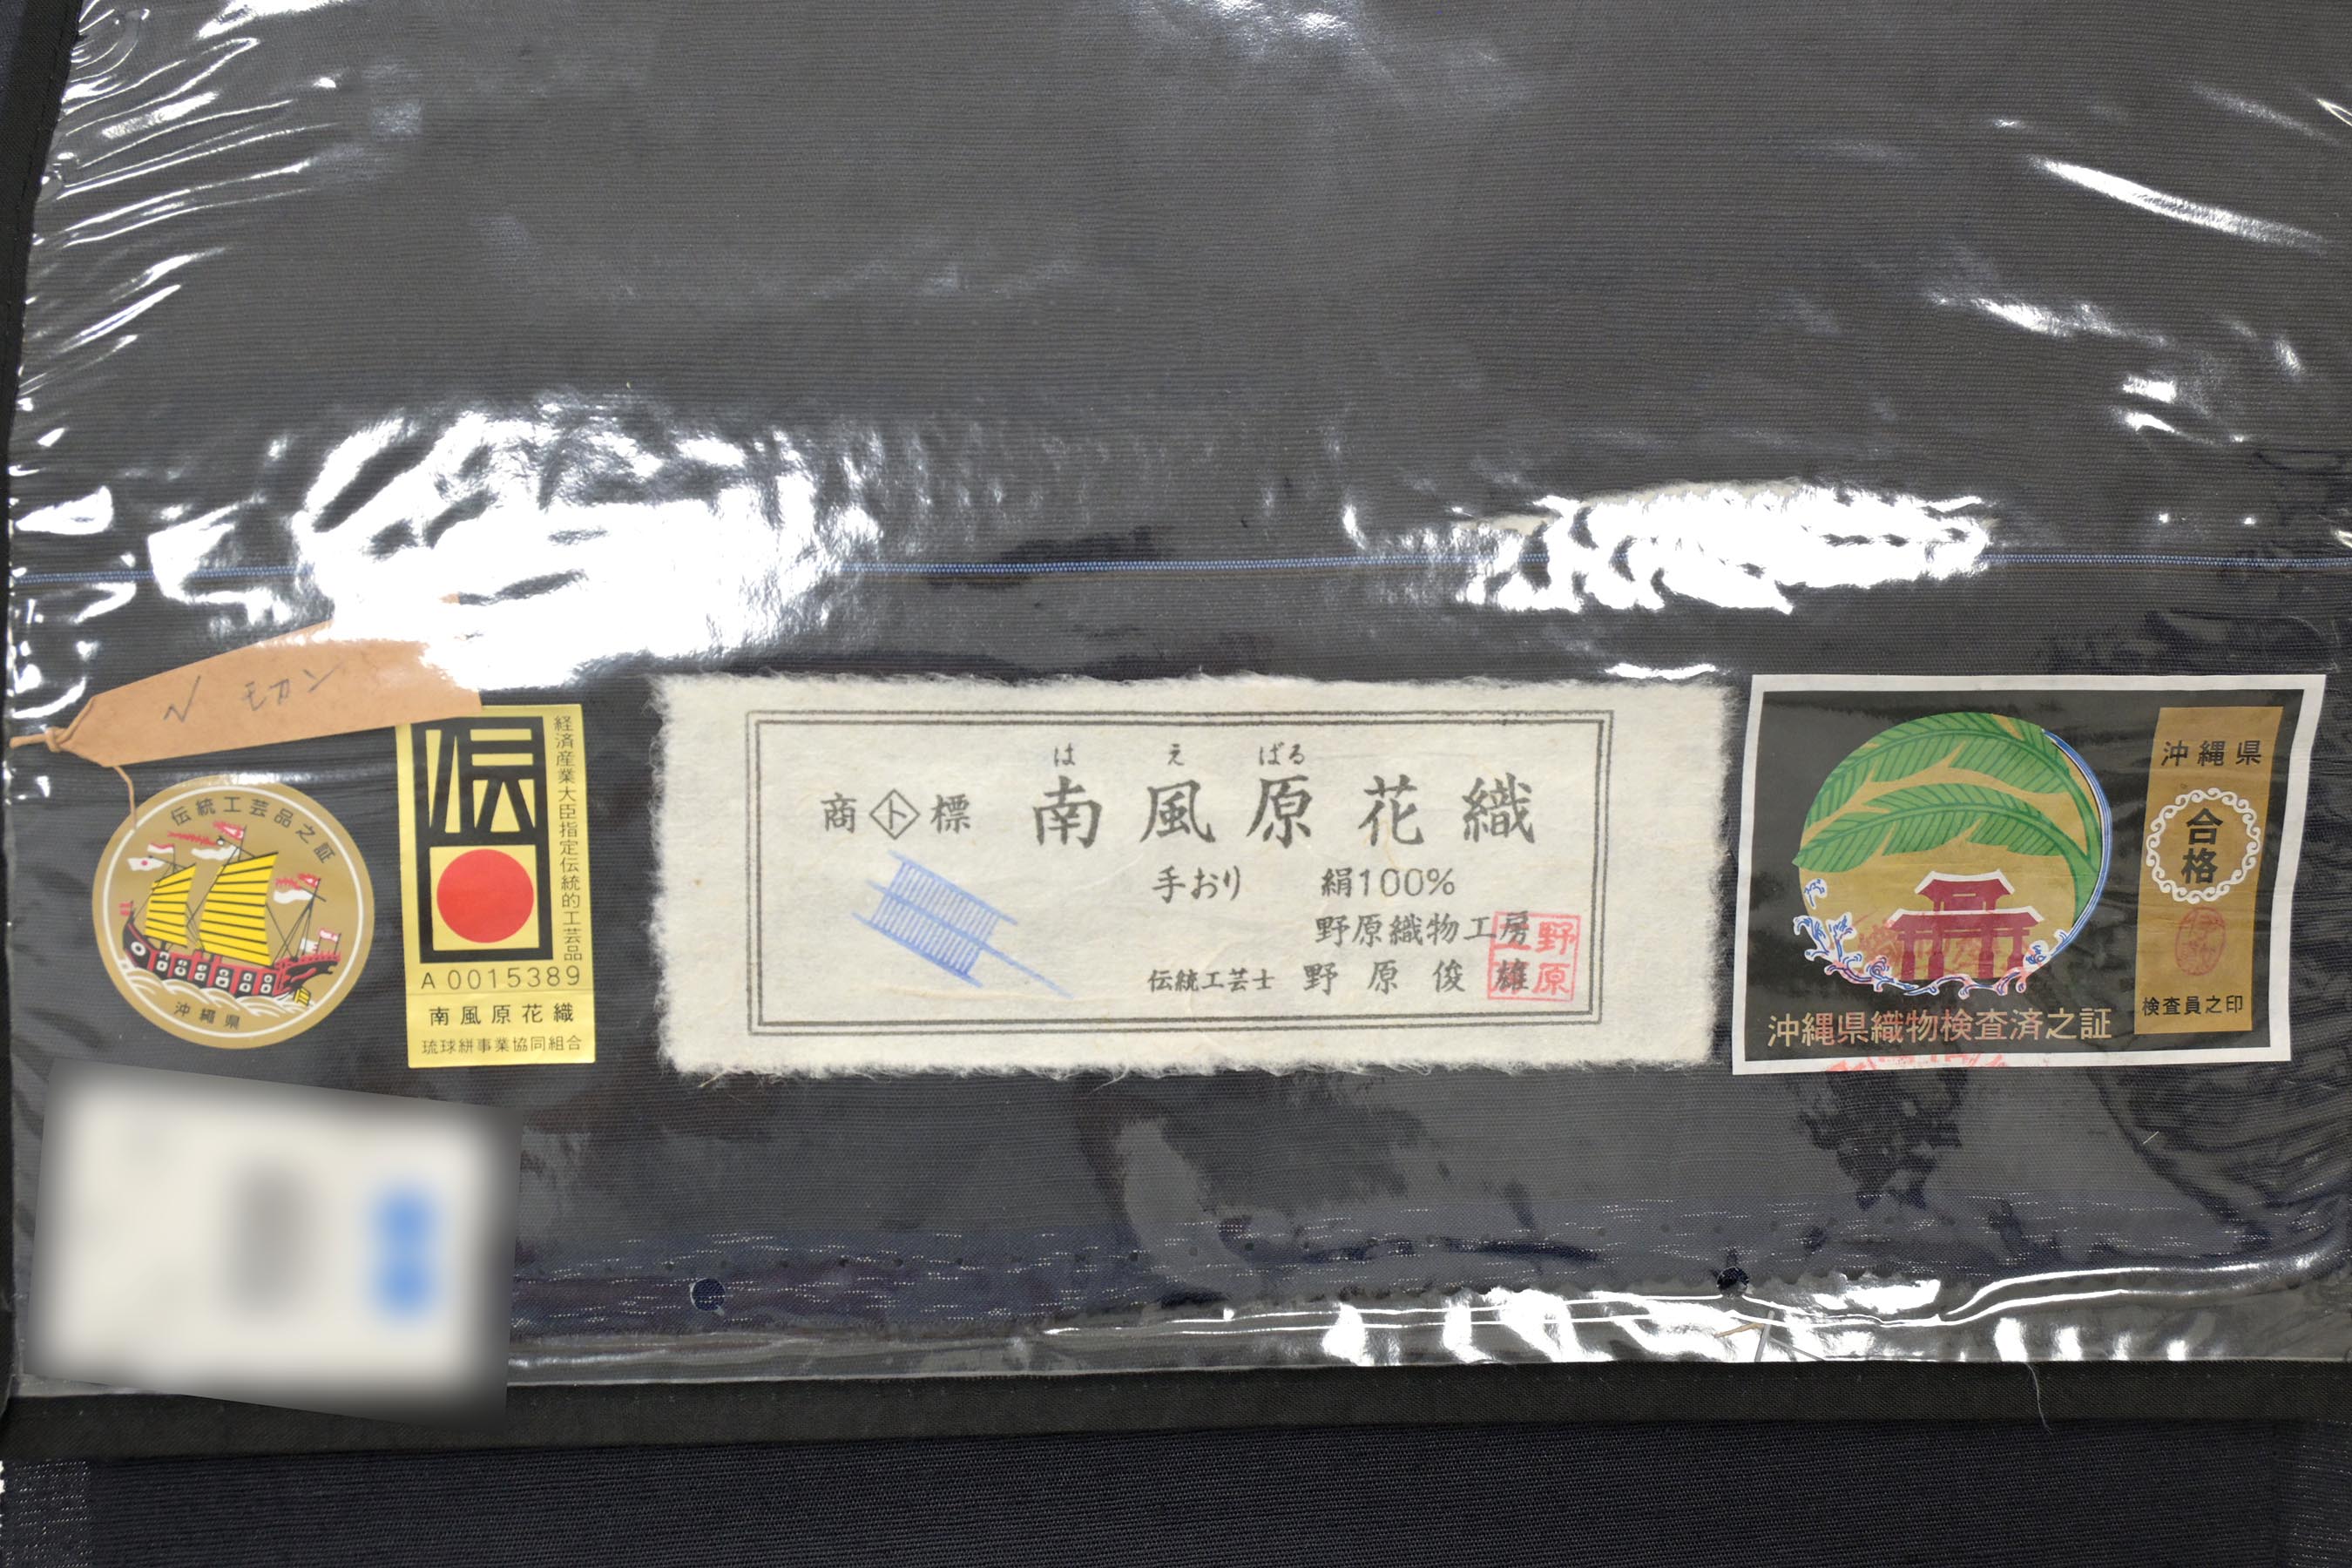 モカン
伝統工芸品之証
沖縄県
伝
経済産業大臣指定伝統的工芸品
A0015389
南風原花織
琉球絣事業協同組合
は え ばる
商 ト 標 南風原花織
手おり 絹100%
野原織物工房
伝統工芸士 野原俊雄
野原
沖縄県
合格
検査員之印
沖縄県織物検査済之証